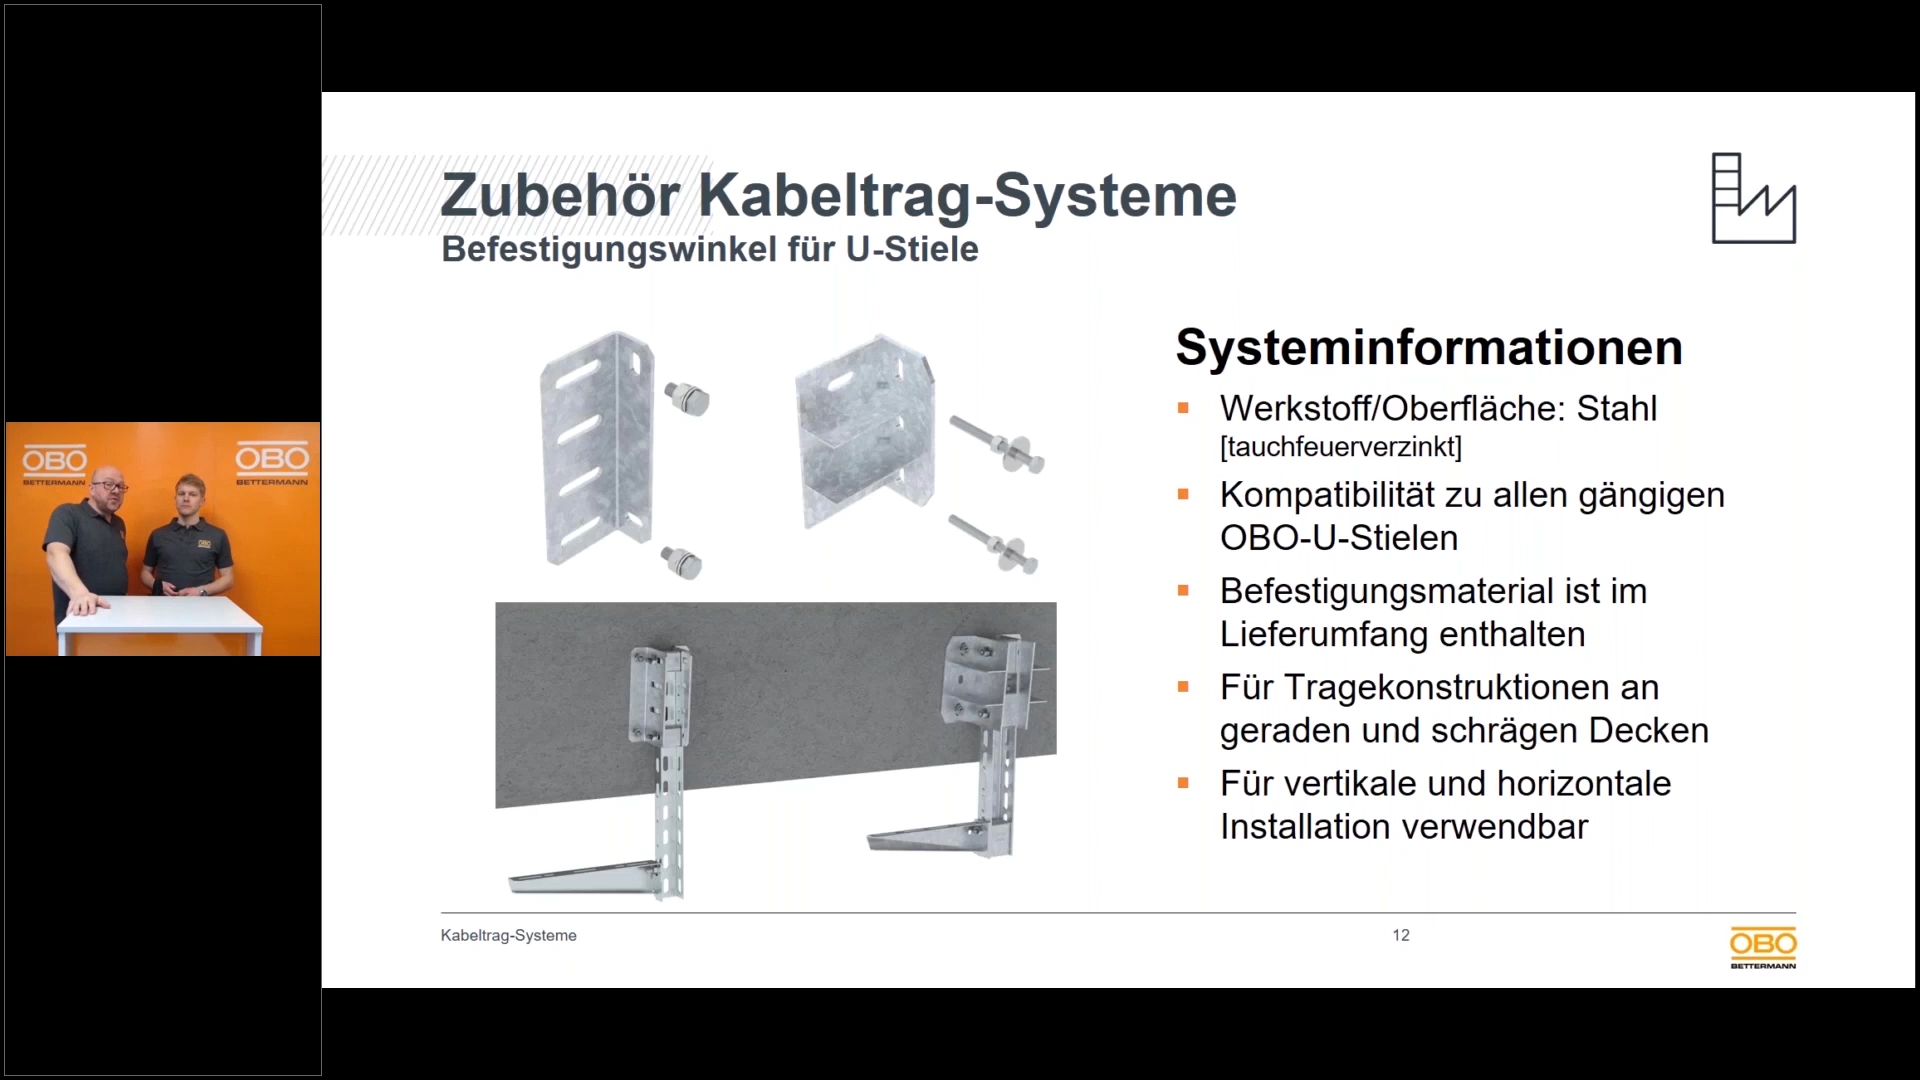 OBO
BETTERMANN
OBO
BETTERMANN
Zubehör Kabeltrag-Systeme
Befestigungswinkel für U-Stiele
Systeminformationen
Werkstoff/Oberfläche: Stahl
[tauchfeuerverzinkt]
Kompatibilität zu allen gängigen
OBO-U-Stielen
Befestigungsmaterial ist im
Lieferumfang enthalten
Für Tragekonstruktionen an
geraden und schrägen Decken
Für vertikale und horizontale
Installation verwendbar
Kabeltrag-Systeme
12
OBO
BETTERMANN